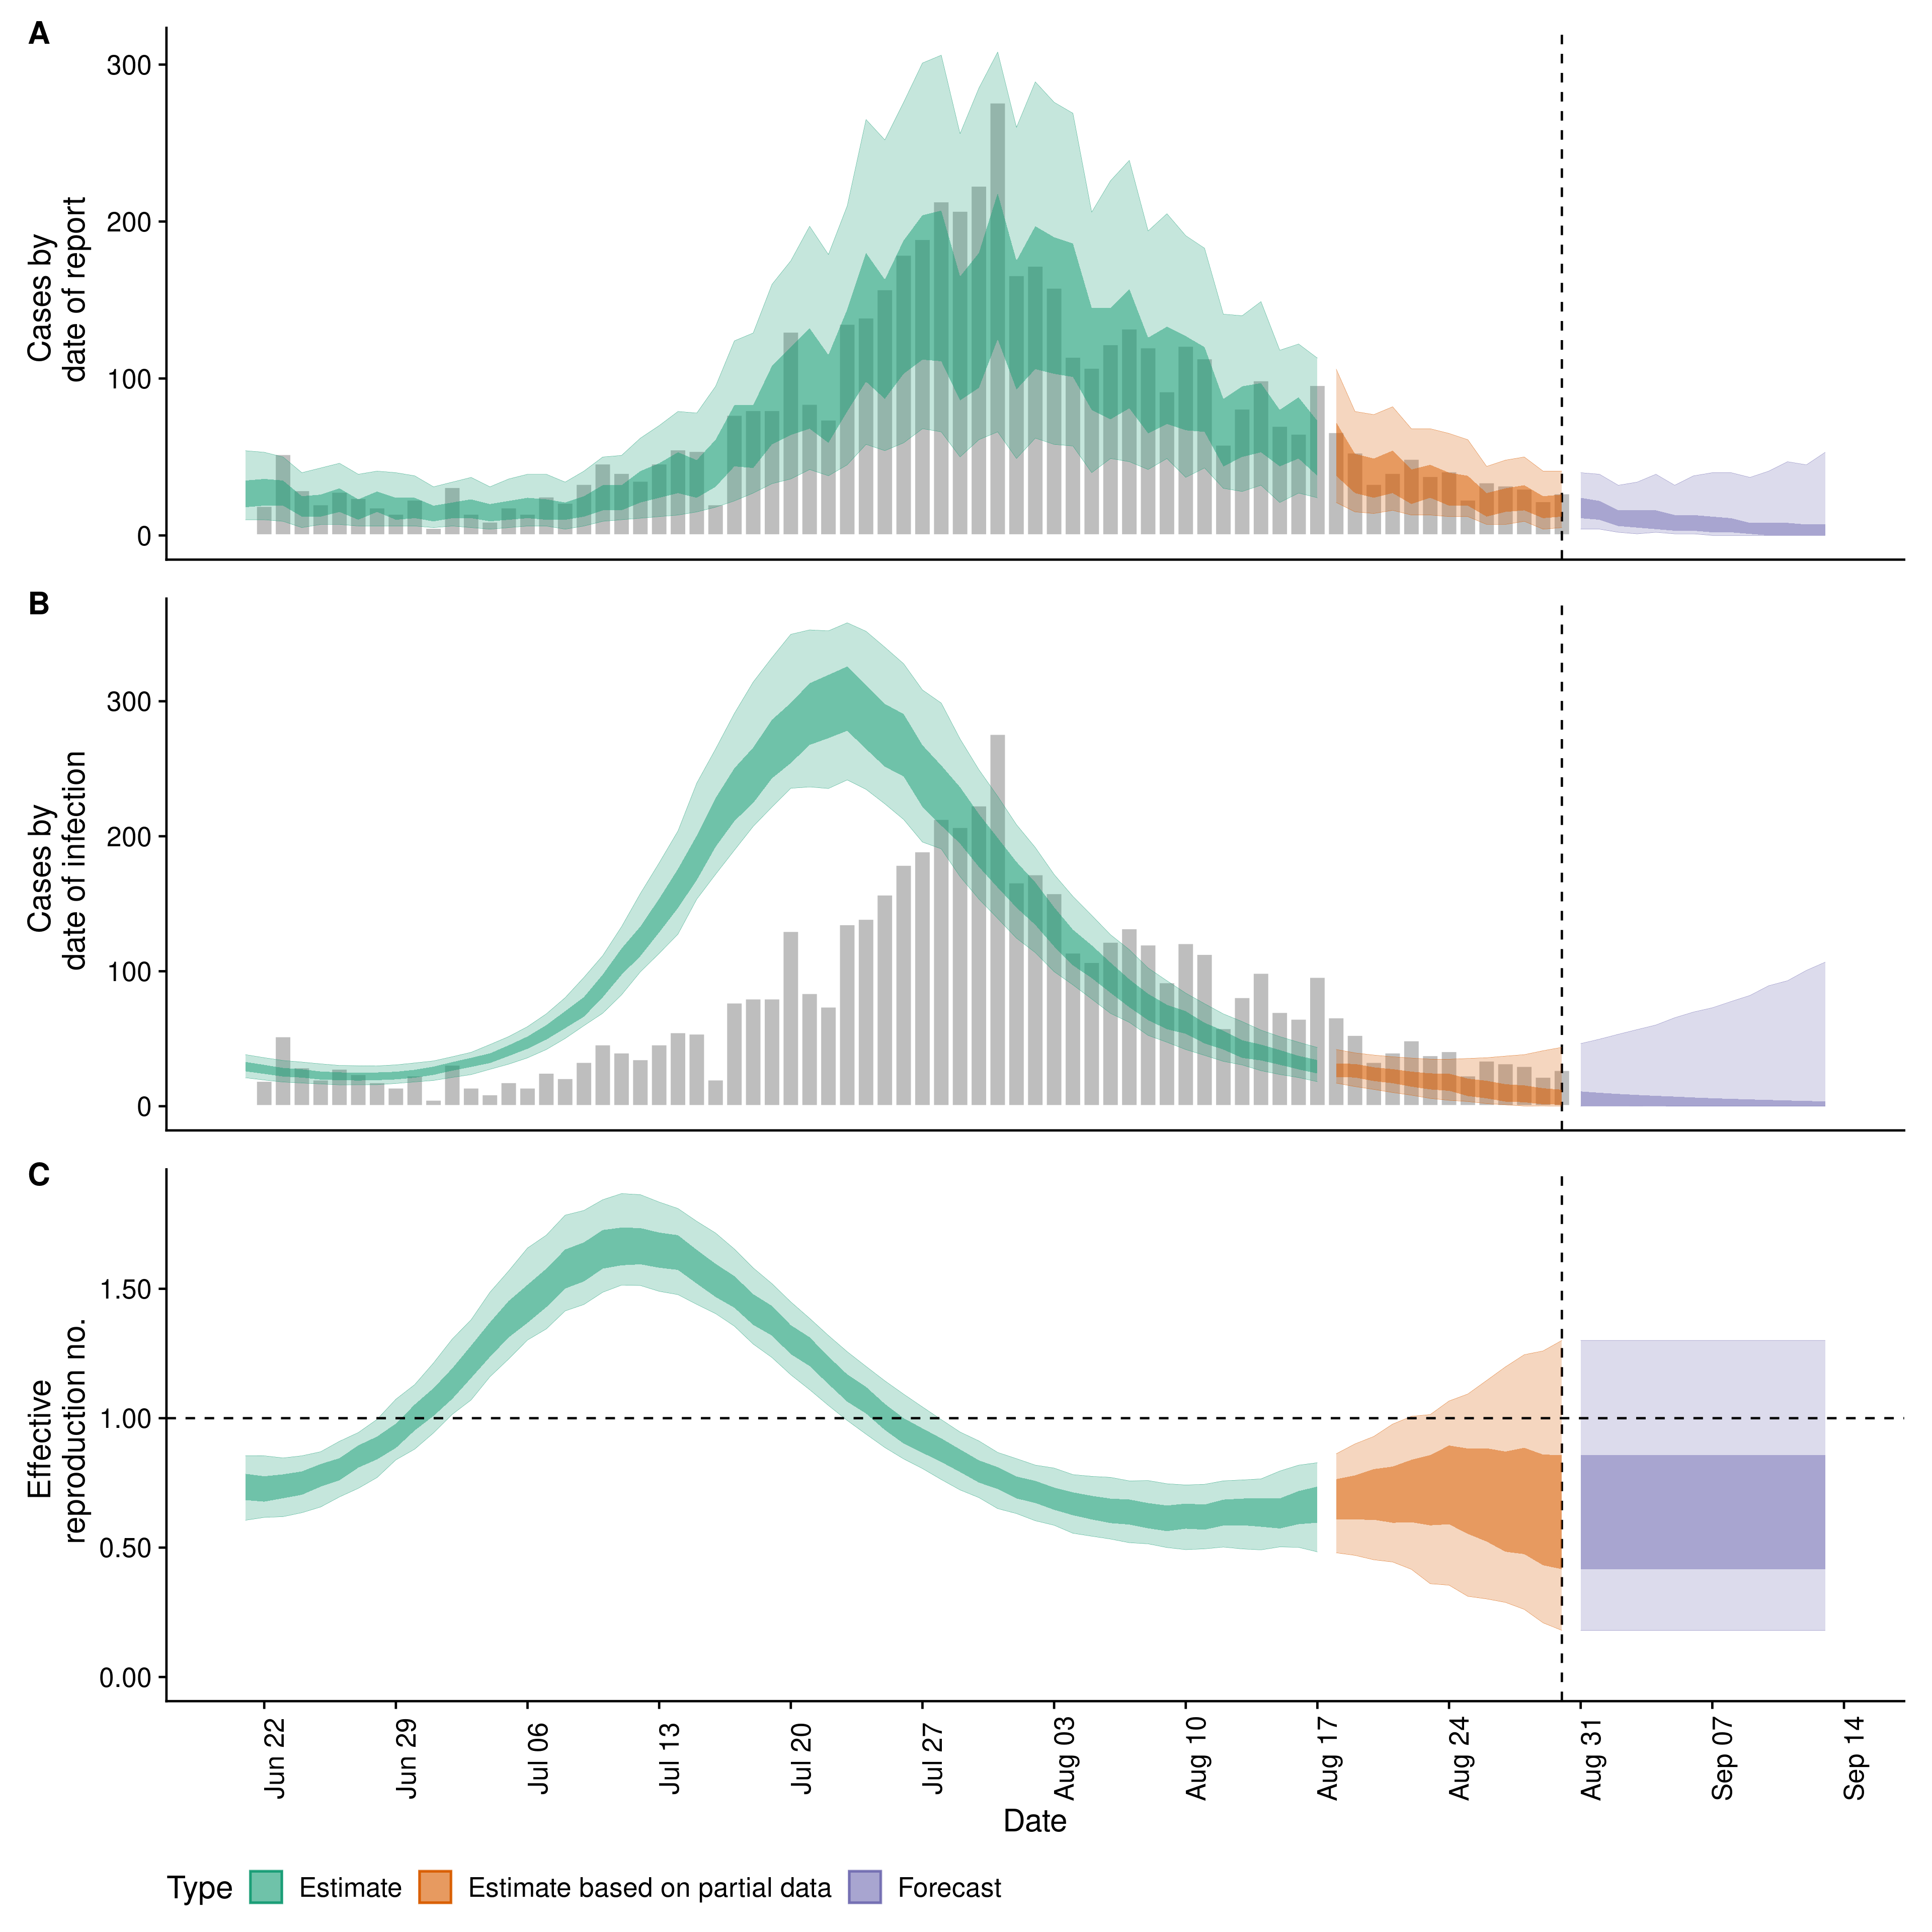 A
Cases by
date of report
300
200
100
0
B
Cases by
date of infection
300
200
100
0
C
Effective
reproduction no.
1.50
1.00
0.50
0.00
Jun 22
Jun 29
Jul 06
Jul 13
Jul 20
Jul 27
Aug 03
Aug 10
Aug 17
Aug 24
Aug 31
Sep 07
Sep 14
Date
Type Estimate Estimate based on partial data Forecast